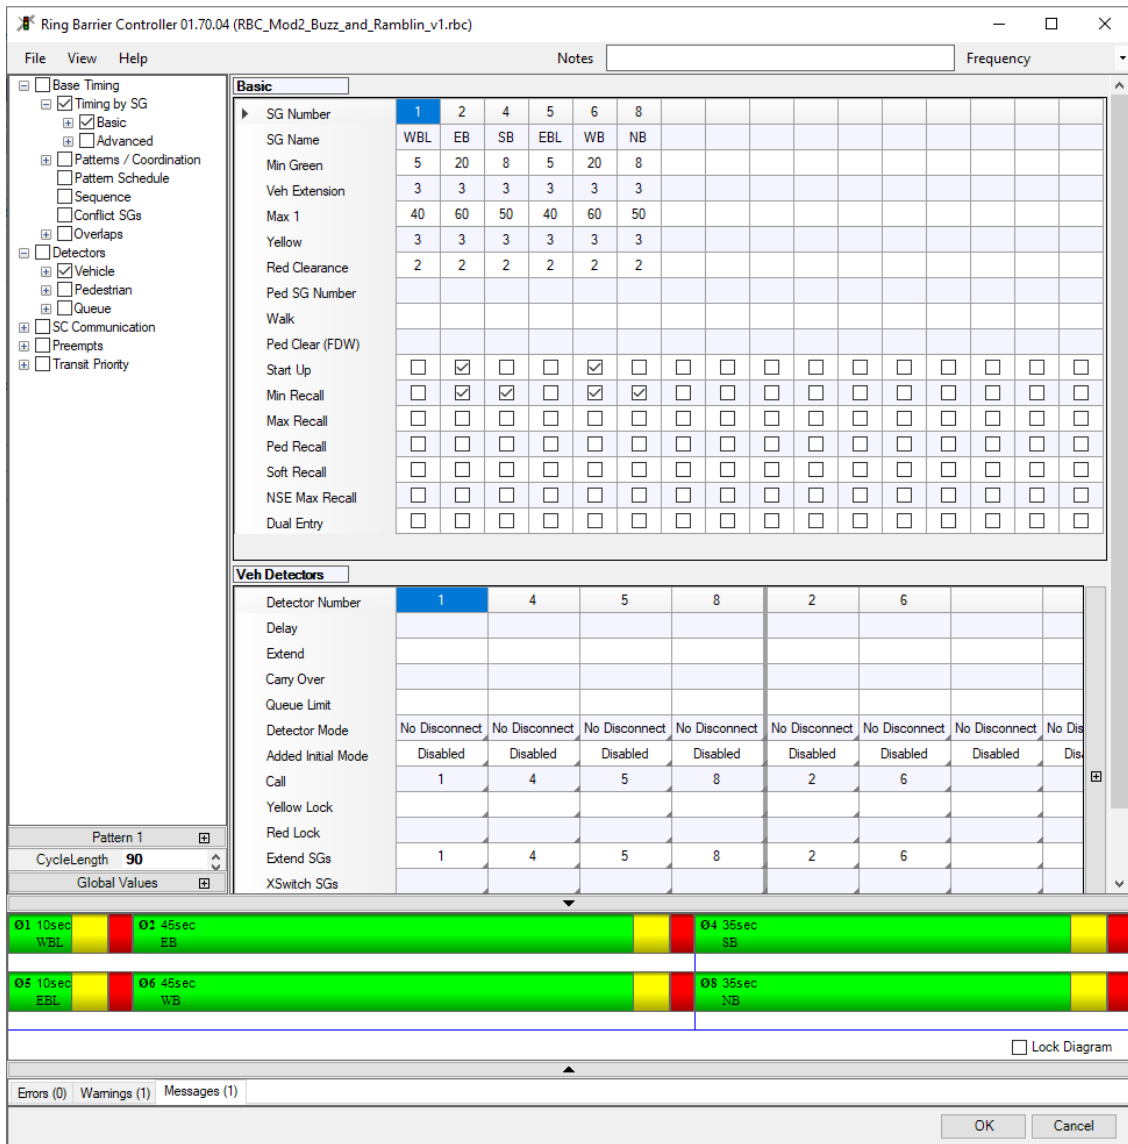 Ring Barrier Controller 01.70.04 (RBC_Mod2_Buzz_and_Ramblin_v1.rbc)
File View Help Notes Frequency
Base Timing
Timing by SG
Basic
Advanced
Patterns / Coordination
Pattern Schedule
Sequence
Conflict SGs
Overlaps
Detectors
Vehicle
Pedestrian
Queue
SC Communication
Preempts
Transit Priority
Pattern 1
CycleLength 90
Global Values
Basic
SG Number 1 2 4 5 6 8
SG Name WBL EB SB EBL WB NB
Min Green 5 20 8 5 20 8
Veh Extension 3 3 3 3 3 3
Max 1 40 60 50 40 60 50
Yellow 3 3 3 3 3 3
Red Clearance 2 2 2 2 2 2
Ped SG Number
Walk
Ped Clear (FDW)
Start Up
Min Recall
Max Recall
Ped Recall
Soft Recall
NSE Max Recall
Dual Entry
Veh Detectors
Detector Number 1 4 5 8 2 6
Delay
Extend
Carry Over
Queue Limit
Detector Mode No Disconnect No Disconnect No Disconnect No Disconnect No Disconnect No Disconnect No Disconnect No Dis
Added Initial Mode Disabled Disabled Disabled Disabled Disabled Disabled Disabled Dis
Call 1 4 5 8 2 6
Yellow Lock
Red Lock
Extend SGs 1 4 5 8 2 6
XSwitch SGs
Ø1 10sec Ø2 45sec Ø4 35sec
WBL EB SB
Ø5 10sec Ø6 45sec Ø8 35sec
EBL WB NB
Lock Diagram
Errors (0) Warnings (1) Messages (1)
OK Cancel